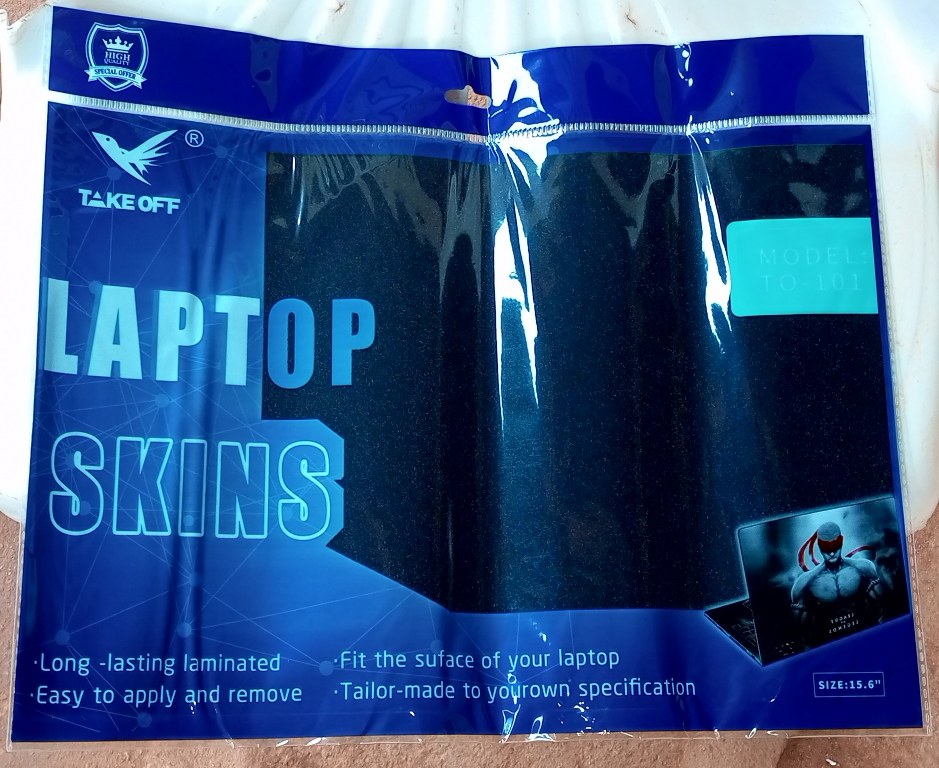 HIGH
QUALITY
SPECIAL OFFER
®
TAKE OFF
MODEL:
TO 101
LAPTOP
SKINS
·Long -lasting laminated
·Easy to apply and remove
·Fit the suface of your laptop
·Tailor-made to yourown specification
SIZE:15.6"